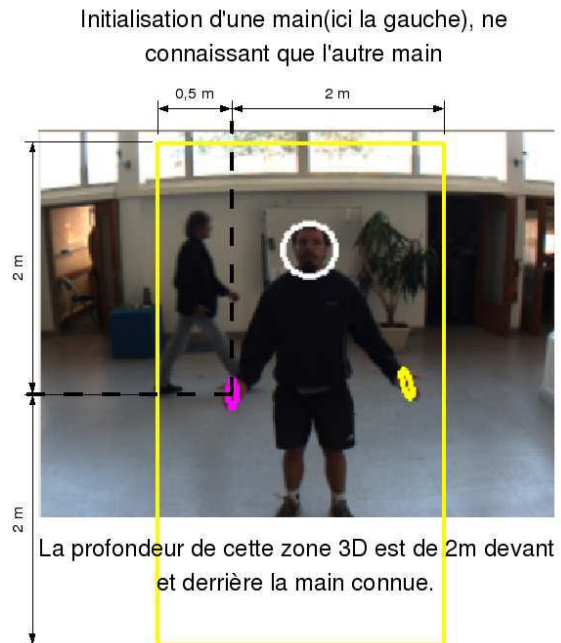 Initialisation d'une main(ici la gauche), ne
connaissant que l'autre main
0,5 m
2 m
2 m
2 m
La profondeur de cette zone 3D est de 2m devant
et derrière la main connue.